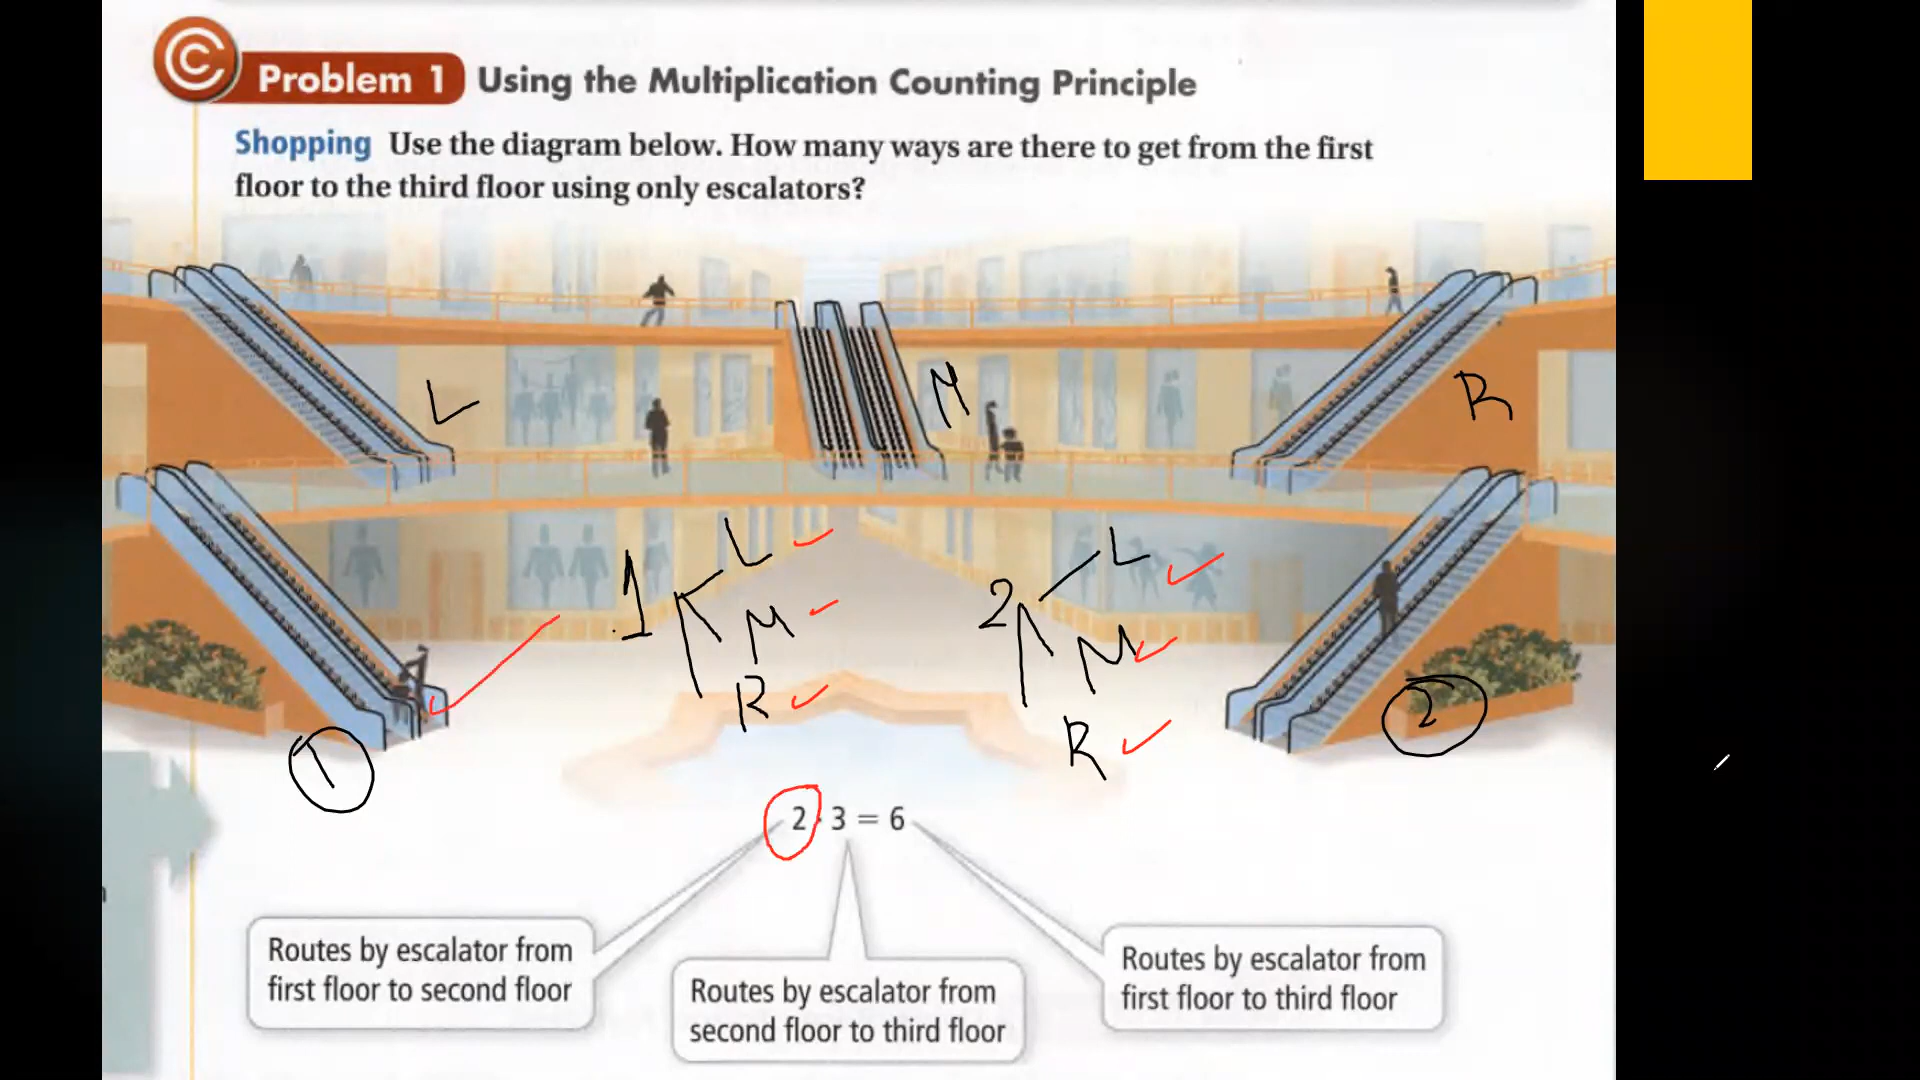 Problem 1 Using the Multiplication Counting Principle
Shopping Use the diagram below. How many ways are there to get from the first
floor to the third floor using only escalators?
L
M
R
1
L
M
R
2
L
M
R
1
2
2 · 3 = 6
Routes by escalator from
first floor to second floor
Routes by escalator from
second floor to third floor
Routes by escalator from
first floor to third floor